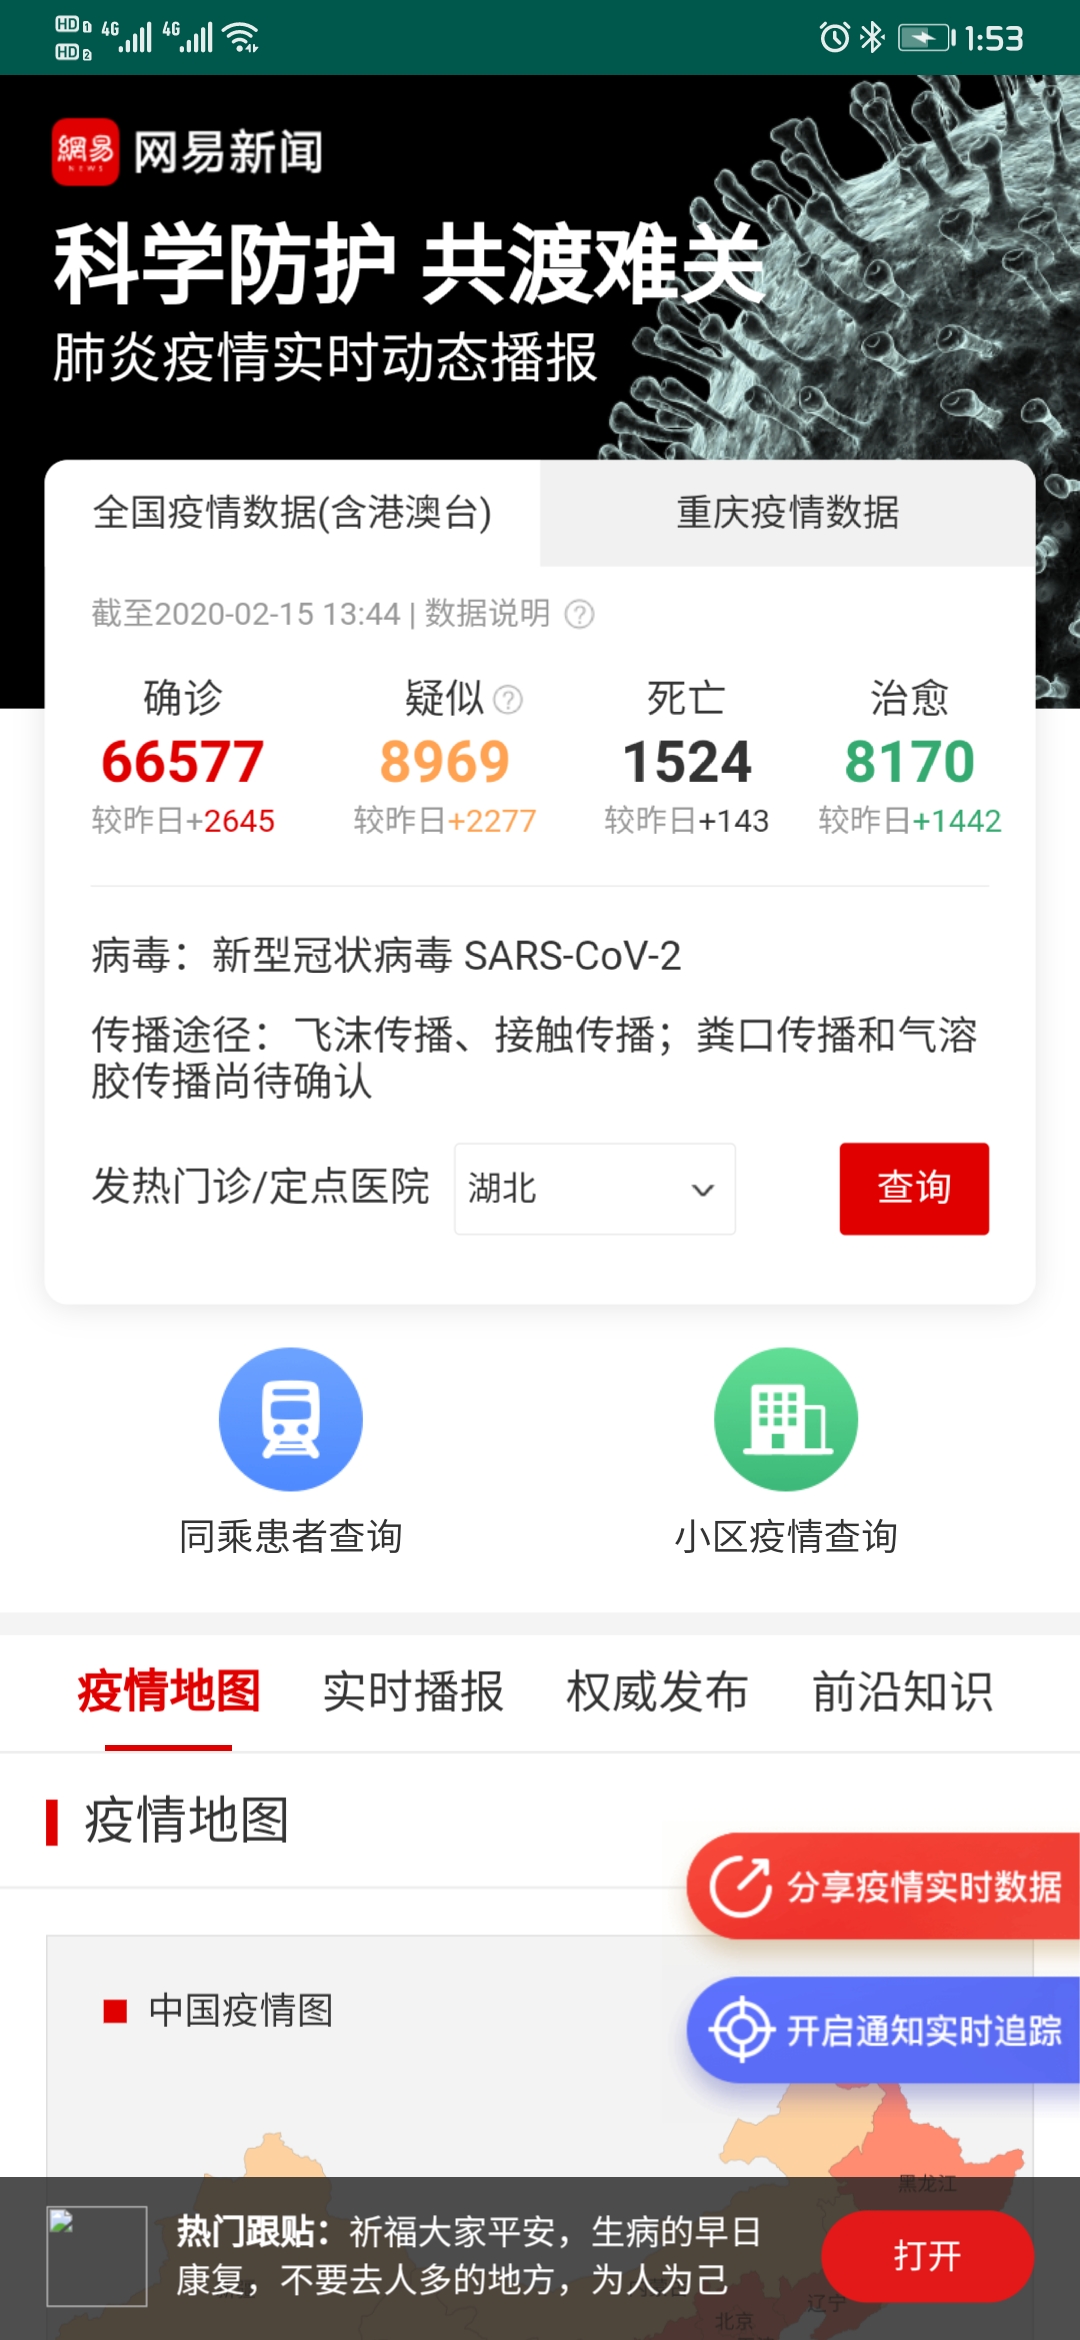 HD 1 4G 4G
HD 2
1:53
網易
NEWS
网易新闻
科学防护 共渡难关
肺炎疫情实时动态播报
全国疫情数据(含港澳台) 重庆疫情数据
截至2020-02-15 13:44 | 数据说明 ?
确诊 疑似 ? 死亡 治愈
66577 8969 1524 8170
较昨日+2645 较昨日+2277 较昨日+143 较昨日+1442
病毒：新型冠状病毒 SARS-CoV-2
传播途径：飞沫传播、接触传播；粪口传播和气溶
胶传播尚待确认
发热门诊/定点医院 湖北 查询
同乘患者查询 小区疫情查询
疫情地图 实时播报 权威发布 前沿知识
疫情地图
分享疫情实时数据
中国疫情图
开启通知实时追踪
黑龙江
热门跟贴：祈福大家平安，生病的早日
康复，不要去人多的地方，为人为己
打开
辽宁
北京